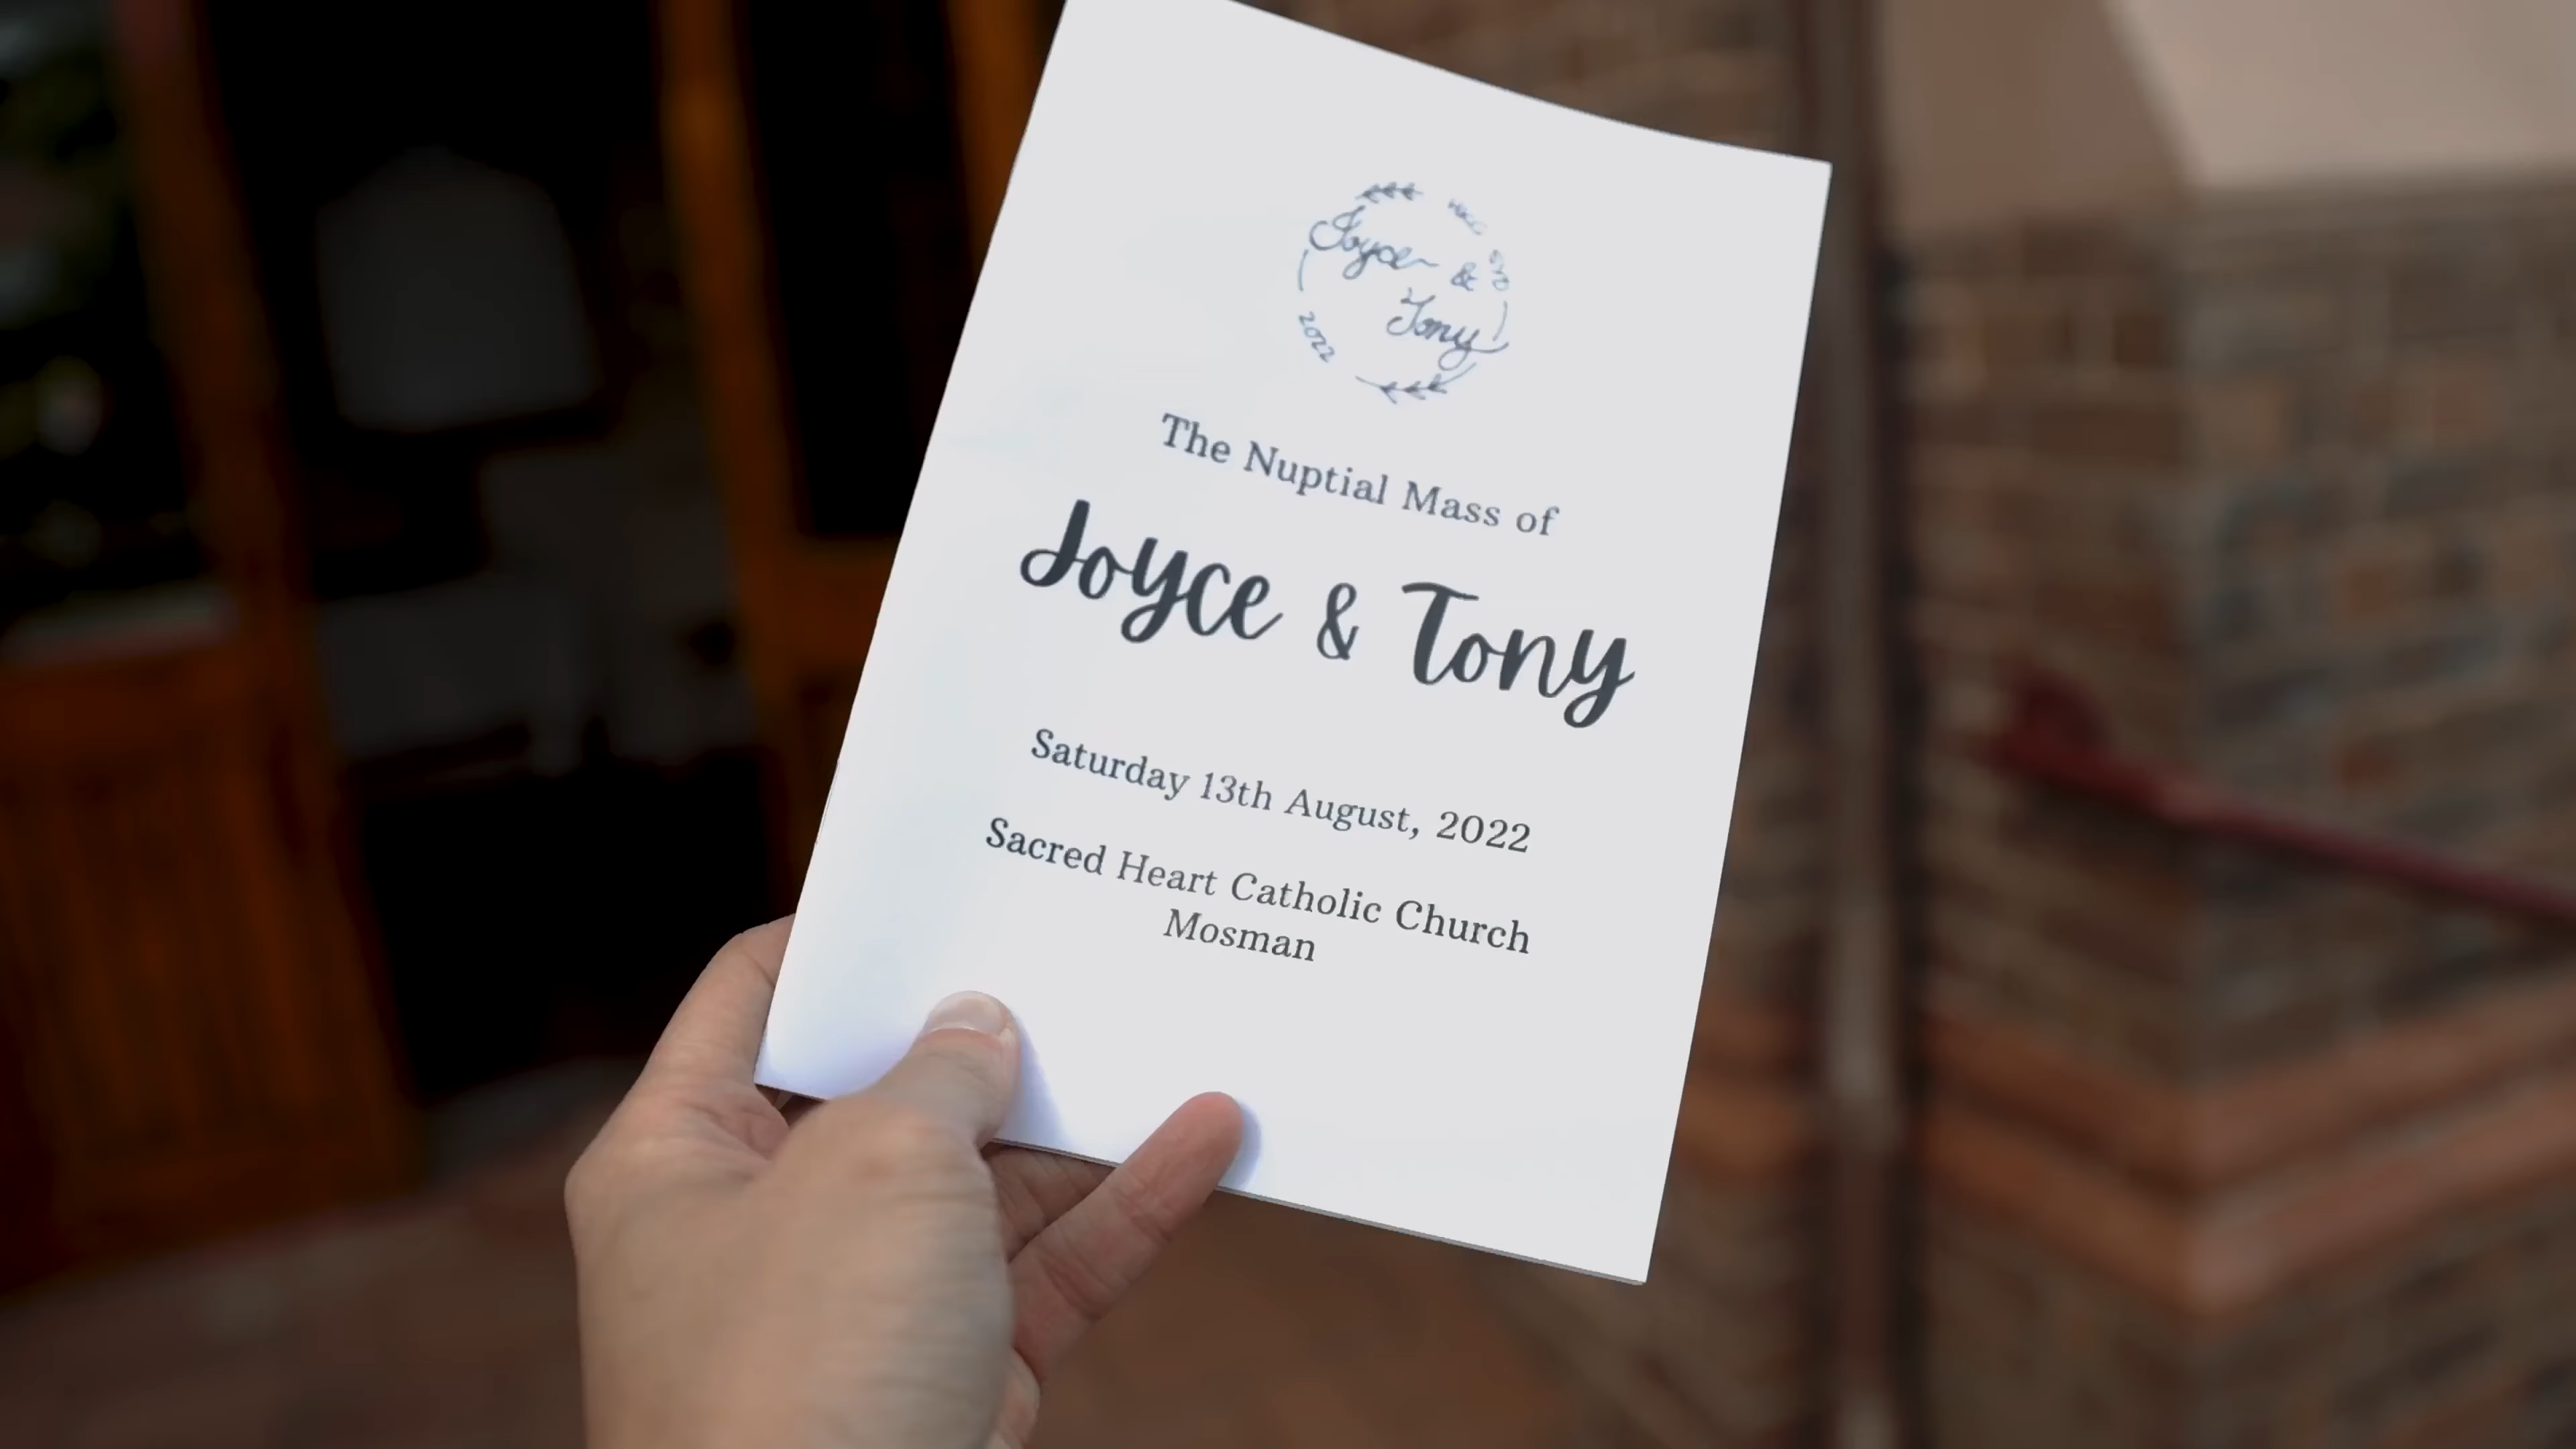 Joyce &
Tony
2022
The Nuptial Mass of
Joyce & Tony
Saturday 13th August, 2022
Sacred Heart Catholic Church
Mosman